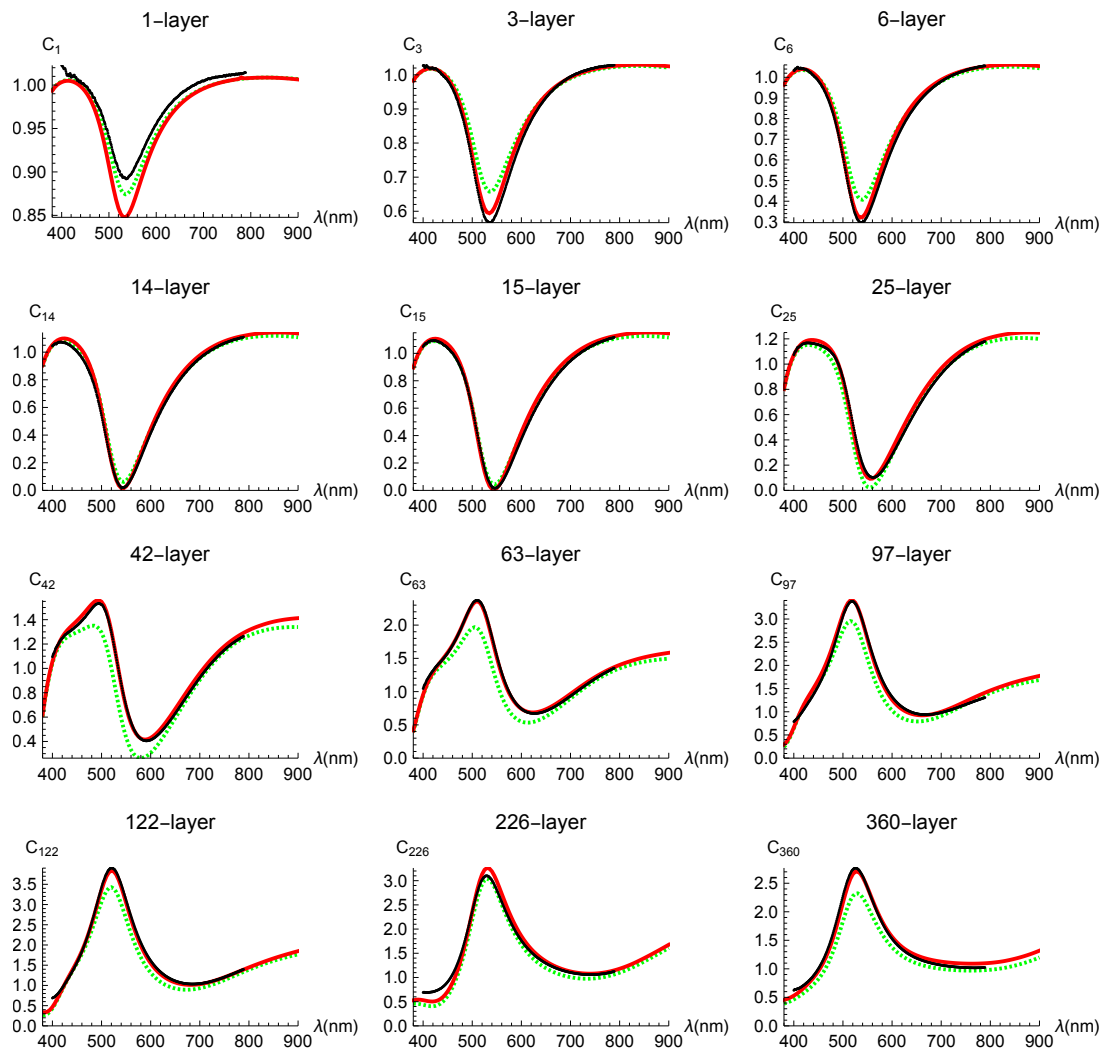 1-layer 3-layer 6-layer
C1 C3 C6
1.00 1.0 1.0
0.9 0.9
0.95 0.8 0.8
0.7
0.90 0.7 0.6
0.5
0.6 0.4
0.85 λ(nm) λ(nm) 0.3 λ(nm)
400 500 600 700 800 900 400 500 600 700 800 900 400 500 600 700 800 900
14-layer 15-layer 25-layer
C14 C15 C25
1.2
1.0 1.0 1.0
0.8 0.8 0.8
0.6 0.6 0.6
0.4 0.4 0.4
0.2 0.2 0.2
0.0 λ(nm) 0.0 λ(nm) 0.0 λ(nm)
400 500 600 700 800 900 400 500 600 700 800 900 400 500 600 700 800 900
42-layer 63-layer 97-layer
C42 C63 C97
1.4 2.0 3.0
1.2 2.5
1.0 1.5 2.0
0.8 1.0 1.5
0.6 0.5 1.0
0.4 0.5
λ(nm) 0.0 λ(nm) 0.0 λ(nm)
400 500 600 700 800 900 400 500 600 700 800 900 400 500 600 700 800 900
122-layer 226-layer 360-layer
C122 C226 C360
3.5 3.0 2.5
3.0 2.5 2.0
2.5 2.0
2.0 1.5 1.5
1.5 1.0 1.0
1.0
0.5 0.5 0.5
0.0 λ(nm) 0.0 λ(nm) 0.0 λ(nm)
400 500 600 700 800 900 400 500 600 700 800 900 400 500 600 700 800 900